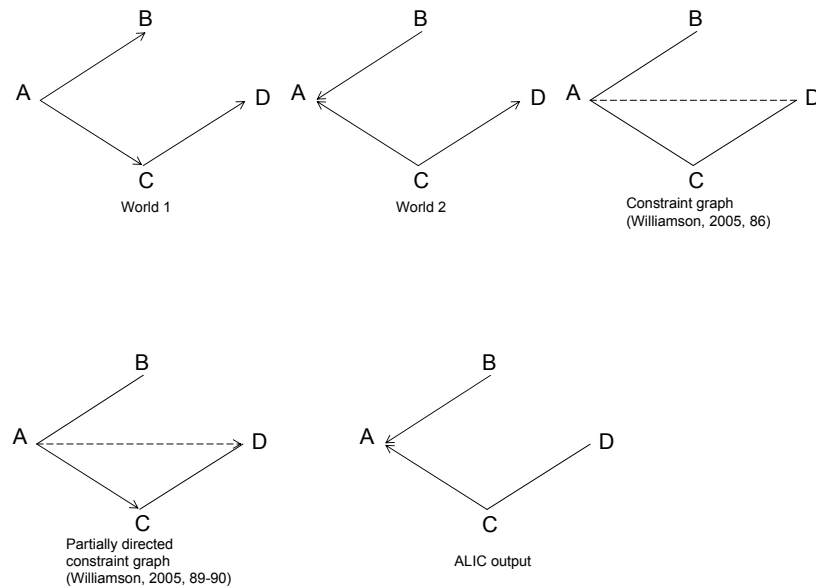 B
A
D
C
World 1
B
A
D
C
World 2
B
A
D
C
Constraint graph
(Williamson, 2005, 86)
B
A
D
C
Partially directed
constraint graph
(Williamson, 2005, 89-90)
B
A
D
C
ALIC output